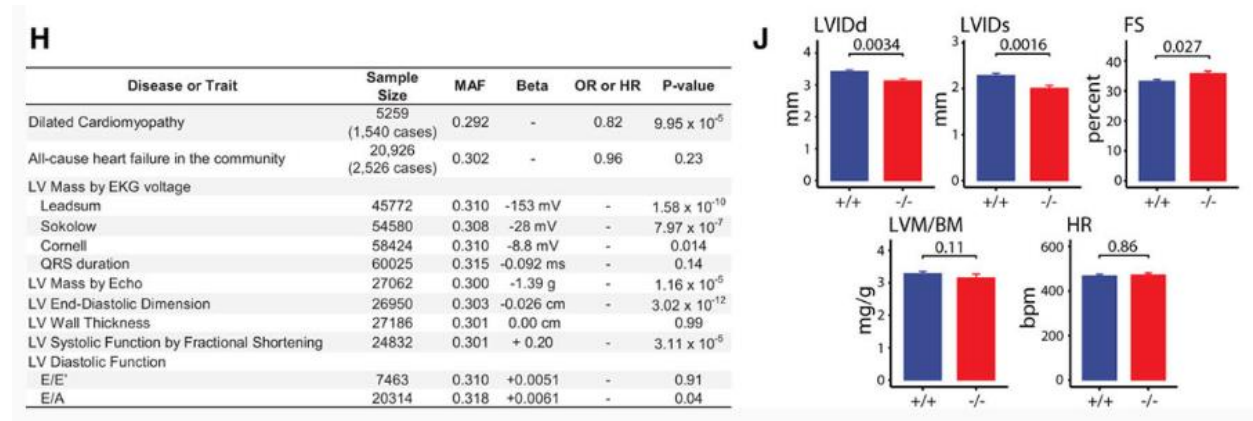 H
Disease or Trait Sample Size MAF Beta OR or HR P-value
Dilated Cardiomyopathy 5259 (1,540 cases) 0.292 - 0.82 9.95 x 10⁻⁵
All-cause heart failure in the community 20,926 (2,526 cases) 0.302 - 0.96 0.23
LV Mass by EKG voltage
Leadsum 45772 0.310 -153 mV - 1.58 x 10⁻¹⁰
Sokolow 54580 0.308 -28 mV - 7.97 x 10⁻⁷
Cornell 58424 0.310 -8.8 mV - 0.014
QRS duration 60025 0.315 -0.092 ms - 0.14
LV Mass by Echo 27062 0.300 -1.39 g - 1.16 x 10⁻⁵
LV End-Diastolic Dimension 26950 0.303 -0.026 cm - 3.02 x 10⁻¹²
LV Wall Thickness 27186 0.301 0.00 cm 0.99
LV Systolic Function by Fractional Shortening 24832 0.301 + 0.20 - 3.11 x 10⁻⁵
LV Diastolic Function
E/E' 7463 0.310 +0.0051 - 0.91
E/A 20314 0.318 +0.0061 - 0.04
J
LVIDd
0.0034
4
3
2
1
0
mm
+/+ -/-
LVIDs
0.0016
3
2
1
0
mm
+/+ -/-
FS
0.027
40
30
20
10
0
percent
+/+ -/-
LVM/BM
0.11
4
3
2
1
0
mg/g
+/+ -/-
HR
0.86
600
400
200
0
bpm
+/+ -/-